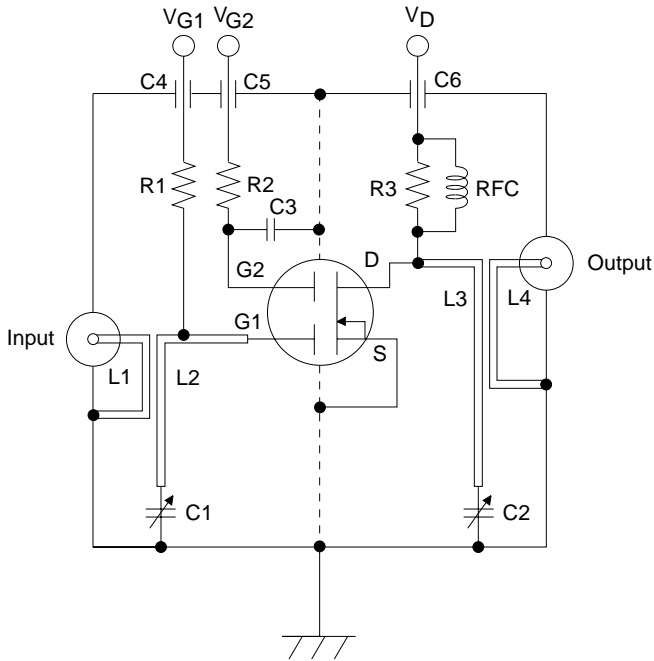 VG1 VG2 VD
C4 C5 C6
R1 R2 R3 RFC
C3
G2 D
Output
L3 L4
Input
G1
S
L1 L2
C1 C2